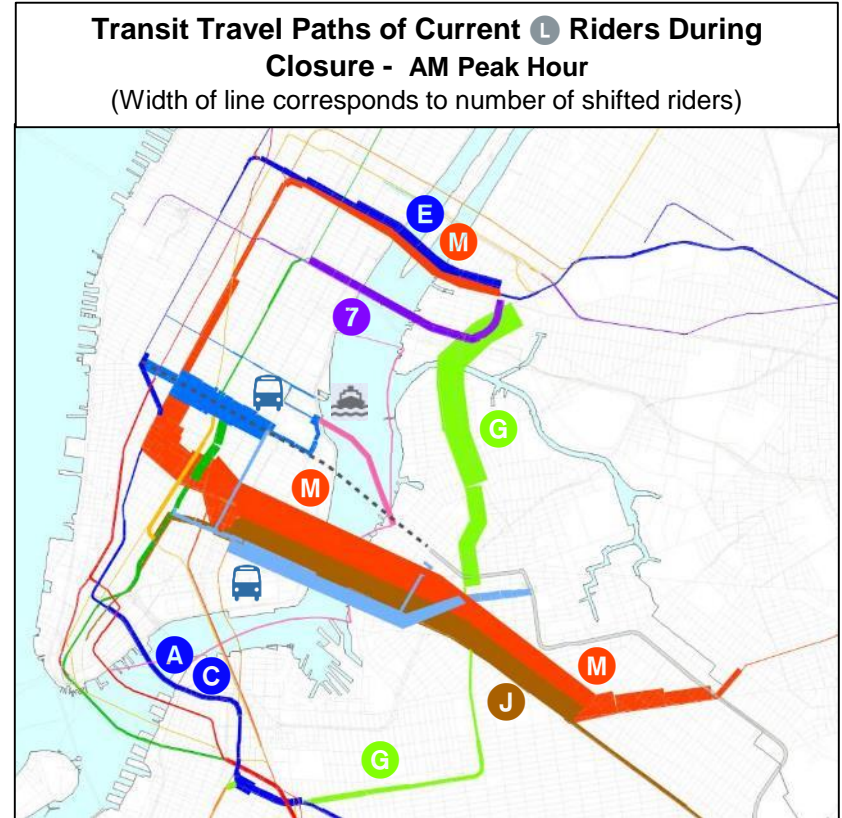 Transit Travel Paths of Current L Riders During
Closure - AM Peak Hour
(Width of line corresponds to number of shifted riders)
E
M
7
G
M
A
C
M
J
G